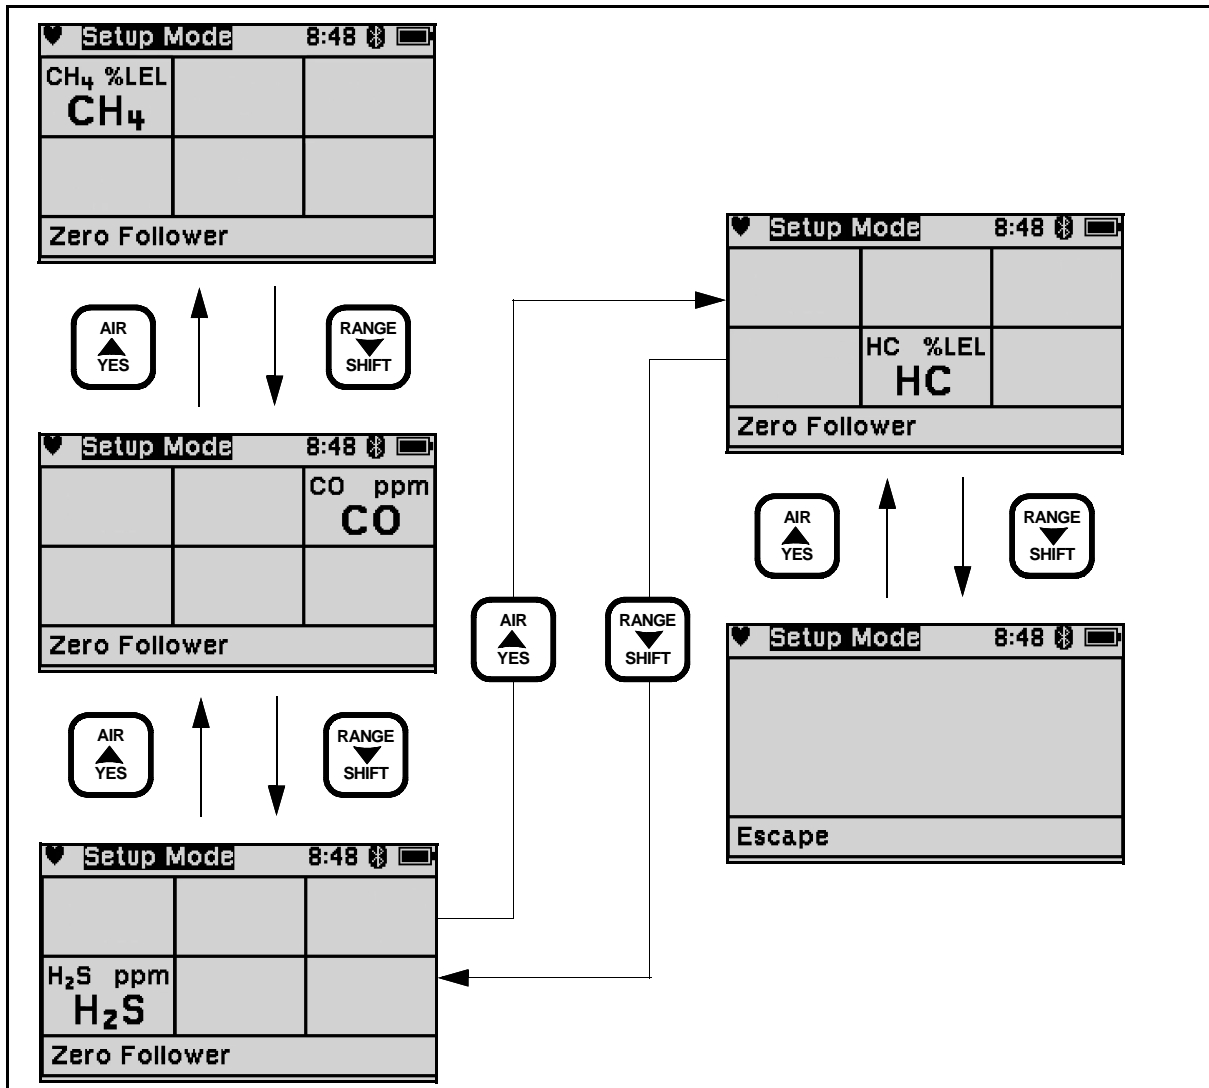 Setup Mode 8:48
CH₄ %LEL
CH₄
Zero Follower
AIR
YES
RANGE
SHIFT
Setup Mode 8:48
CO ppm
CO
Zero Follower
AIR
YES
RANGE
SHIFT
Setup Mode 8:48
H₂S ppm
H₂S
Zero Follower
AIR
YES
RANGE
SHIFT
Setup Mode 8:48
HC %LEL
HC
Zero Follower
AIR
YES
RANGE
SHIFT
Setup Mode 8:48
Escape